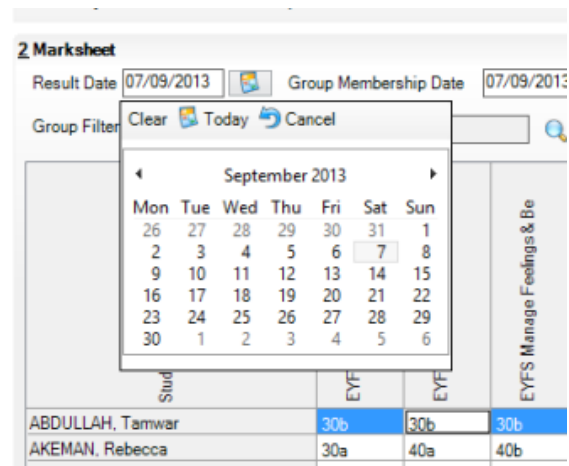 2 Marksheet
Result Date 07/09/2013 Group Membership Date 07/09/2013
Group Filter Clear Today Cancel
September 2013
Mon Tue Wed Thu Fri Sat Sun
26 27 28 29 30 31 1
2 3 4 5 6 7 8
9 10 11 12 13 14 15
16 17 18 19 20 21 22
23 24 25 26 27 28 29
30 1 2 3 4 5 6
Stud
EYF
EYF
EYFS Manage Feelings & Be
ABDULLAH, Tamwar 30b 30b 30b
AKEMAN, Rebecca 30a 40a 40b